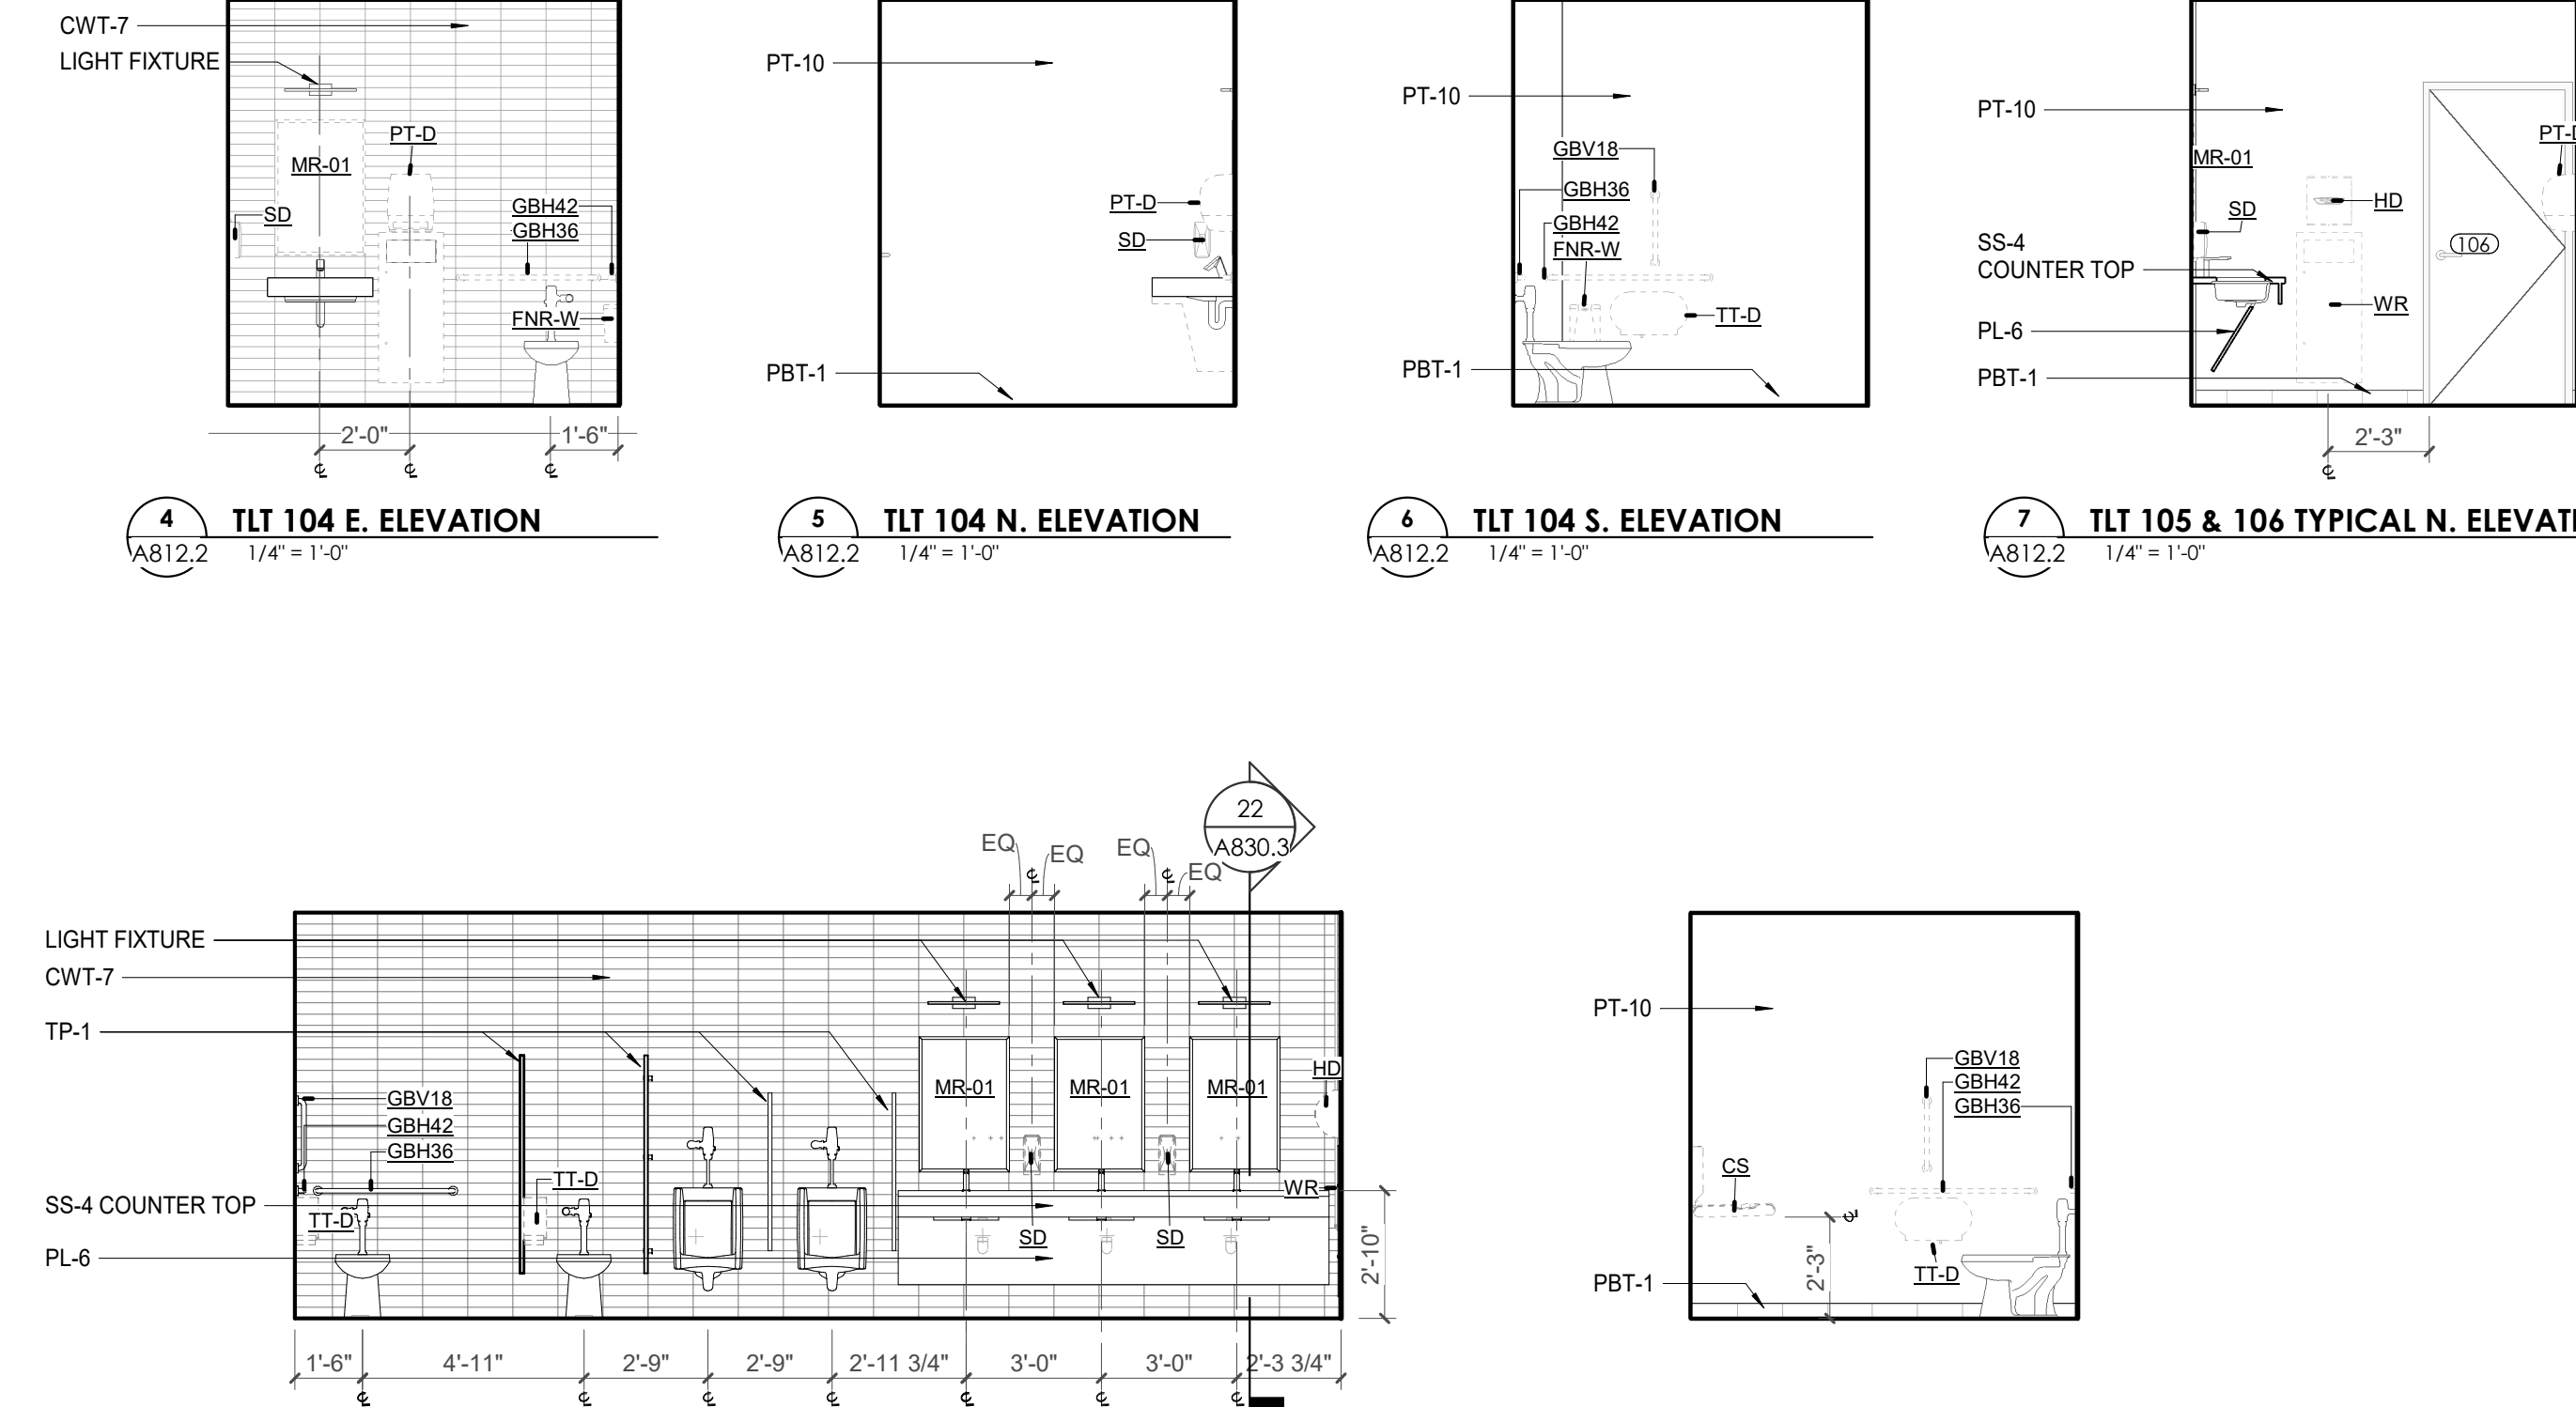 CWT-7
LIGHT FIXTURE
MR-01
PT-D
SD
GBH42
GBH36
FNR-W
2'-0"
1'-6"
4
A812.2
TLT 104 E. ELEVATION
1/4" = 1'-0"
PT-10
PT-D
SD
PBT-1
5
A812.2
TLT 104 N. ELEVATION
1/4" = 1'-0"
PT-10
GBV18
GBH36
GBH42
FNR-W
TT-D
PBT-1
6
A812.2
TLT 104 S. ELEVATION
1/4" = 1'-0"
PT-10
PT-D
MR-01
HD
SD
SS-4
COUNTER TOP
106
WR
PL-6
PBT-1
2'-3"
7
A812.2
TLT 105 & 106 TYPICAL N. ELEVATI
1/4" = 1'-0"
22
A830.3
EQ
EQ
EQ
EQ
LIGHT FIXTURE
CWT-7
TP-1
MR-01
MR-01
MR-01
HD
GBV18
GBH42
GBH36
TT-D
TT-D
SS-4 COUNTER TOP
PL-6
SD
SD
WR
2'-10"
1'-6"
4'-11"
2'-9"
2'-9"
2'-11 3/4"
3'-0"
3'-0"
2'-3 3/4"
PT-10
GBV18
GBH42
GBH36
CS
TT-D
2'-3"
PBT-1